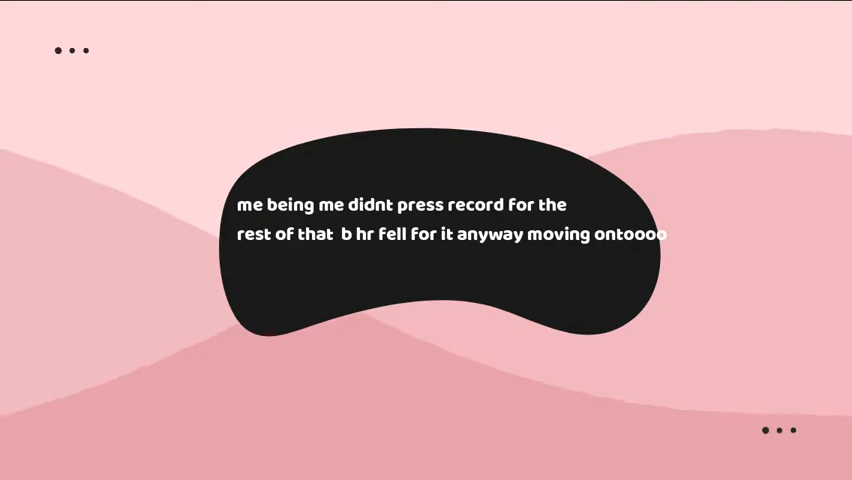 me being me didnt press record for the
rest of that  b hr fell for it anyway moving ontoooo